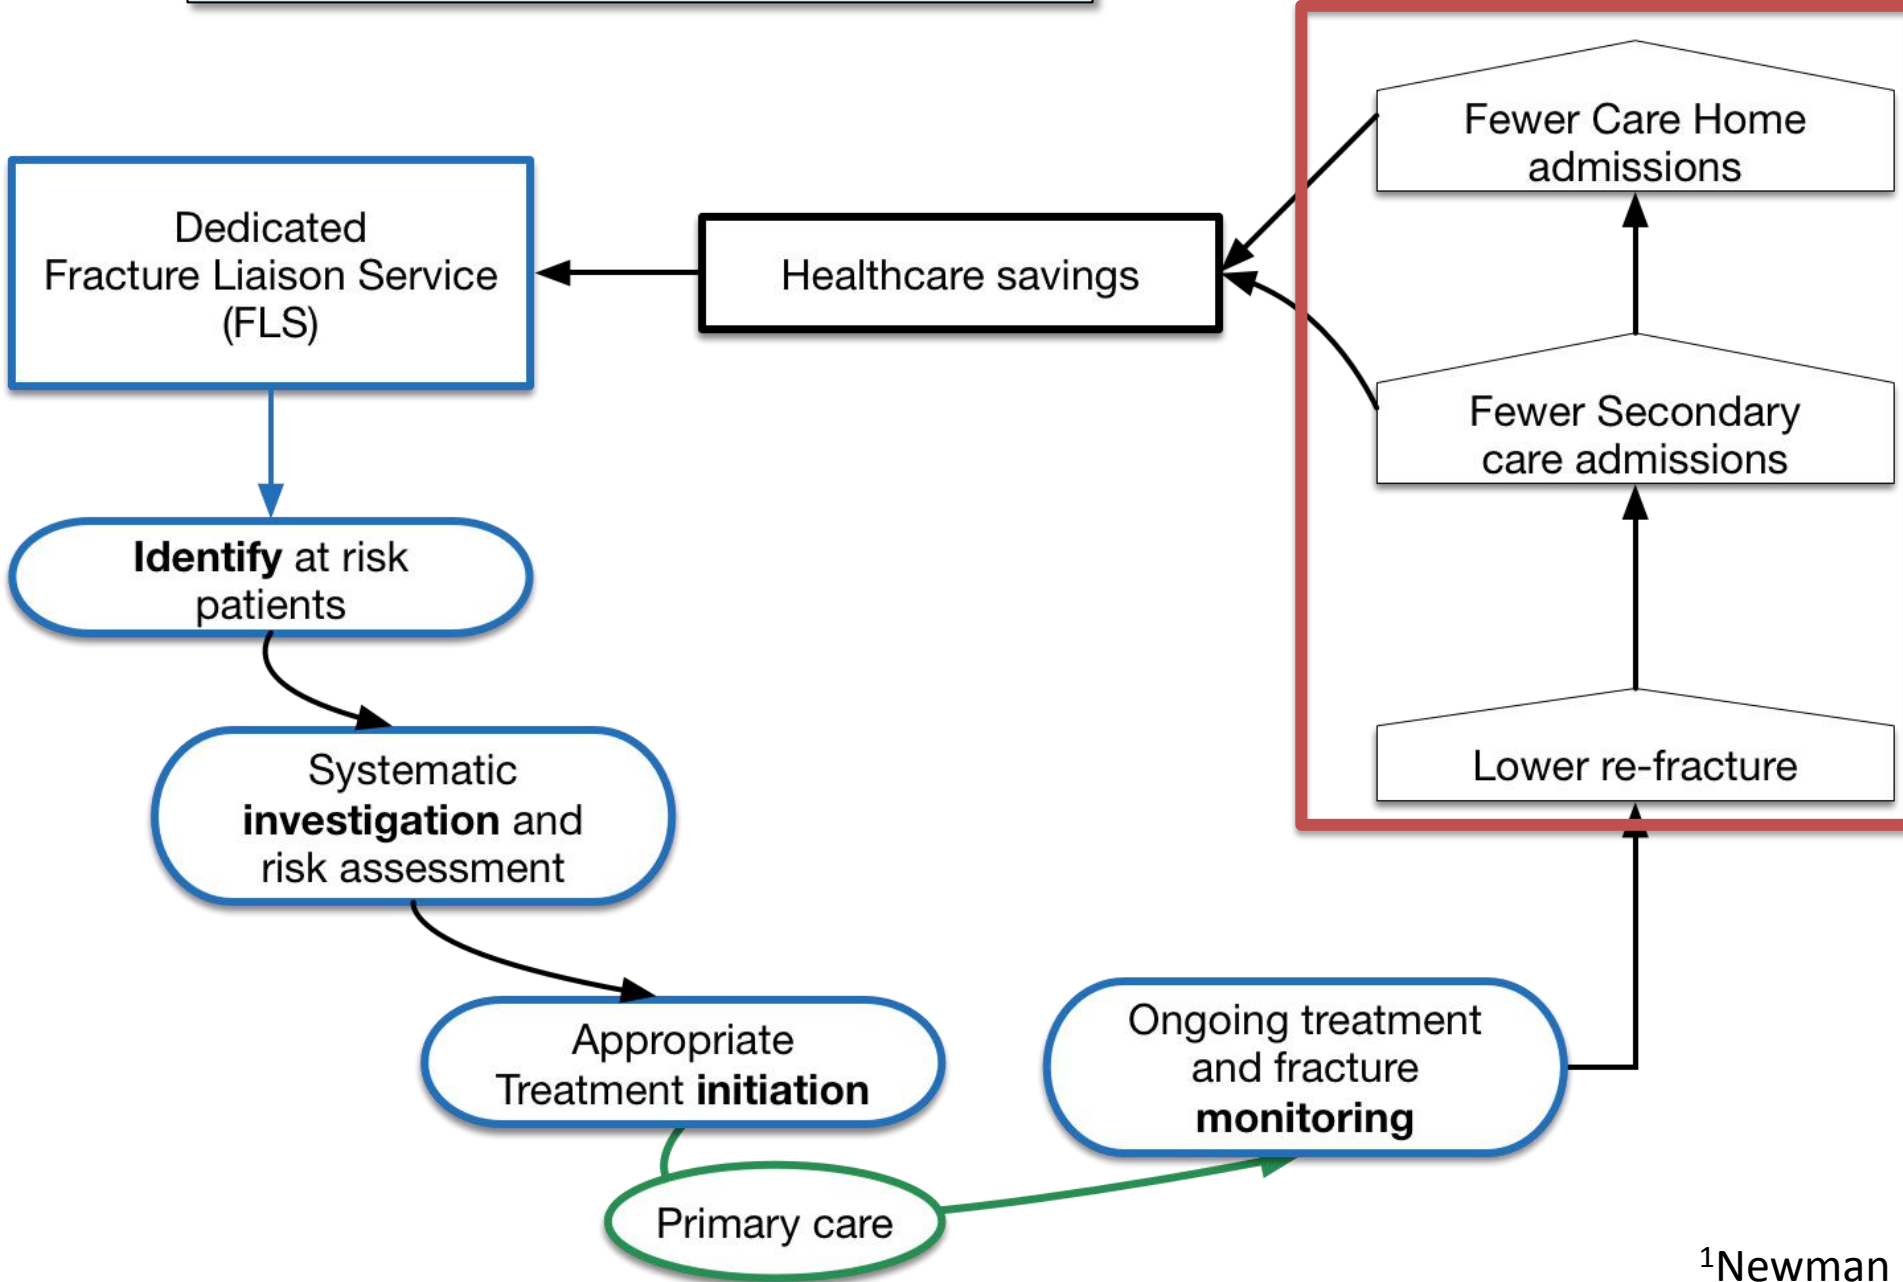 Dedicated
Fracture Liaison Service
(FLS)
Healthcare savings
Fewer Care Home
admissions
Fewer Secondary
care admissions
Lower re-fracture
Identify at risk
patients
Systematic
investigation and
risk assessment
Appropriate
Treatment initiation
Primary care
Ongoing treatment
and fracture
monitoring
¹Newman